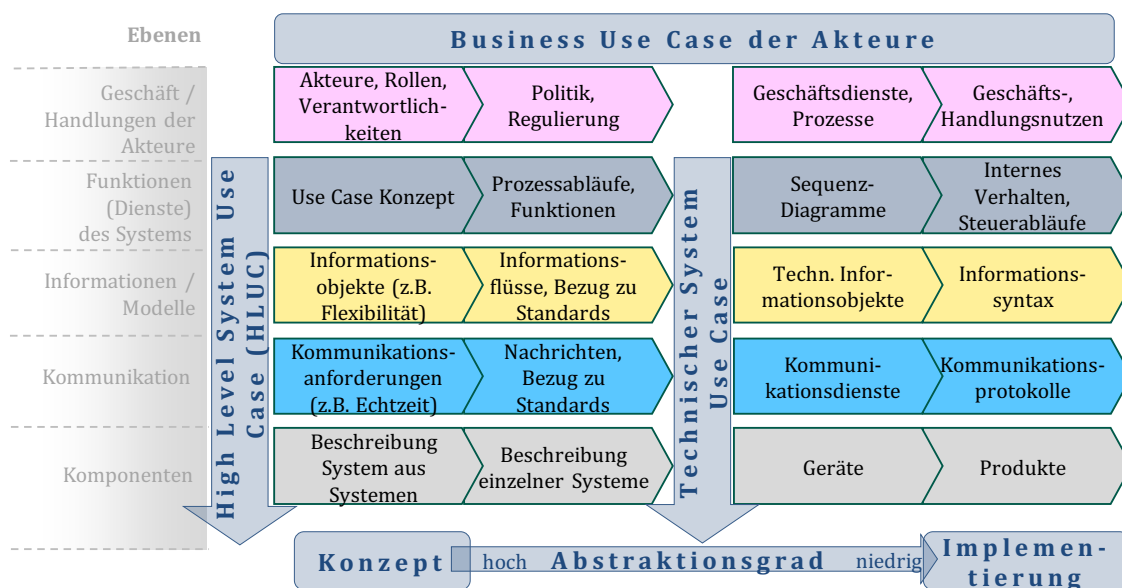 Ebenen
Business Use Case der Akteure
Geschäft /
Handlungen der
Akteure
Akteure, Rollen,
Verantwortlich-
keiten
Politik,
Regulierung
Geschäftsdienste,
Prozesse
Geschäfts-,
Handlungsnutzen
High Level System Use
Case (HLUC)
Technischer System
Use Case
Funktionen
(Dienste)
des Systems
Use Case Konzept
Prozessabläufe,
Funktionen
Sequenz-
Diagramme
Internes
Verhalten,
Steuerabläufe
Informationen /
Modelle
Informations-
objekte (z.B.
Flexibilität)
Informations-
flüsse, Bezug zu
Standards
Techn. Infor-
mationsobjekte
Informations-
syntax
Kommunikation
Kommunikations-
anforderungen
(z.B. Echtzeit)
Nachrichten,
Bezug zu
Standards
Kommuni-
kationsdienste
Kommunikations-
protokolle
Komponenten
Beschreibung
System aus
Systemen
Beschreibung
einzelner Systeme
Geräte
Produkte
Konzept
hoch Abstraktionsgrad niedrig
Implemen-
tierung